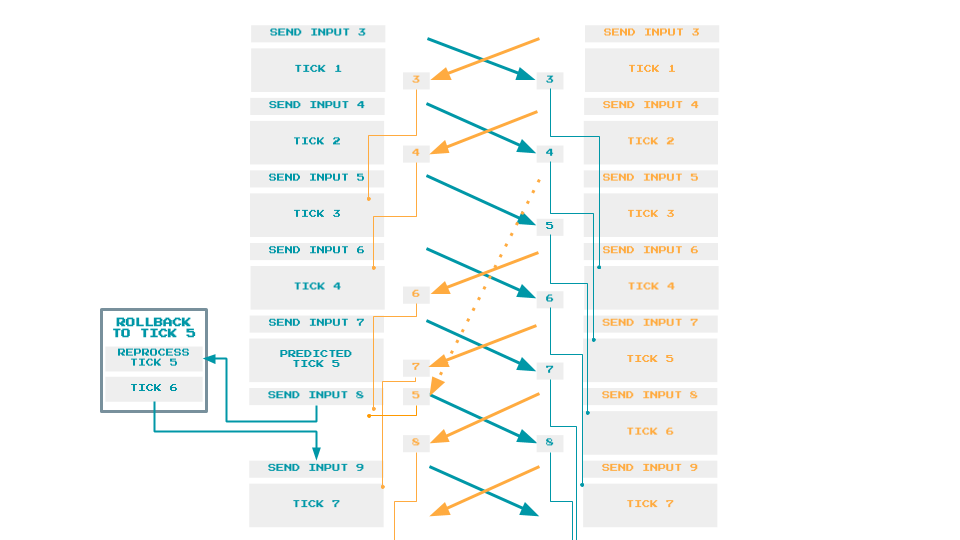 SEND INPUT 3
TICK 1
SEND INPUT 4
TICK 2
SEND INPUT 5
TICK 3
SEND INPUT 6
TICK 4
SEND INPUT 7
PREDICTED
TICK 5
SEND INPUT 8
SEND INPUT 9
TICK 7
ROLLBACK
TO TICK 5
REPROCESS
TICK 5
TICK 6
3
4
6
7
5
8
3
4
5
6
7
8
SEND INPUT 3
TICK 1
SEND INPUT 4
TICK 2
SEND INPUT 5
TICK 3
SEND INPUT 6
TICK 4
SEND INPUT 7
TICK 5
SEND INPUT 8
TICK 6
SEND INPUT 9
TICK 7